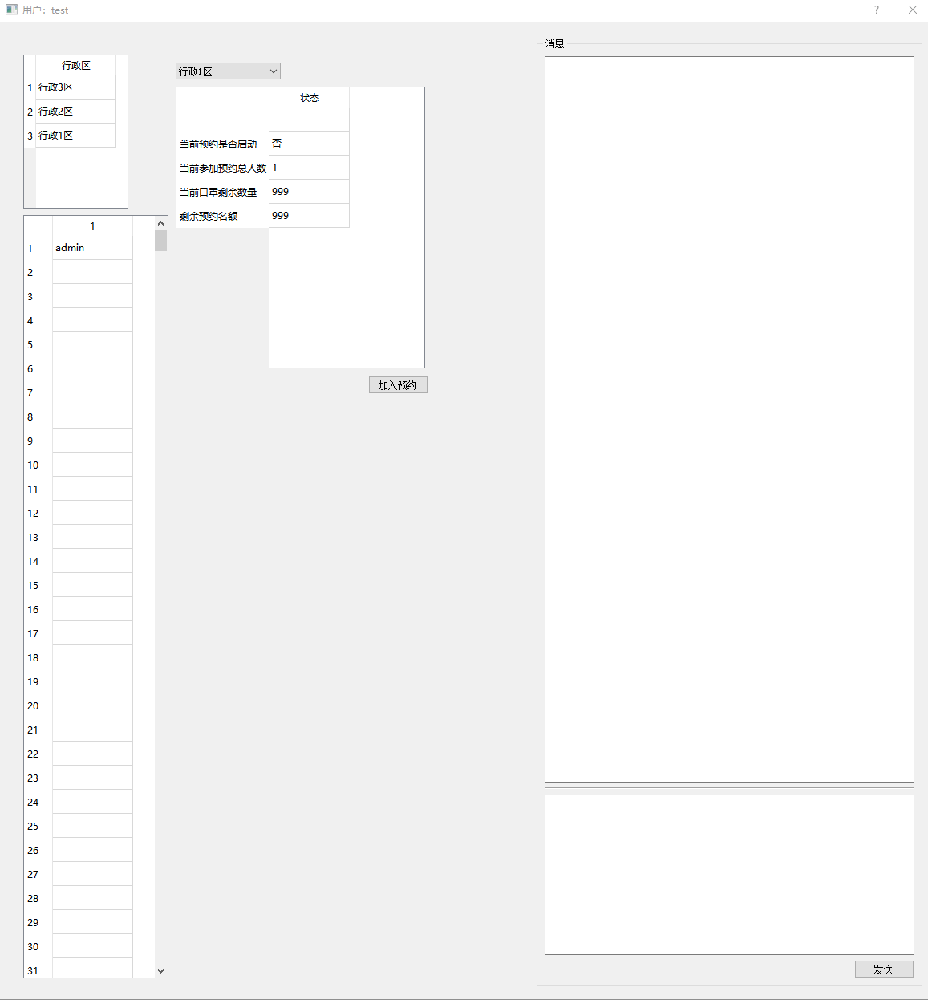 用户：test
?
行政区
1 行政3区
2 行政2区
3 行政1区
1
1 admin
2
3
4
5
6
7
8
9
10
11
12
13
14
15
16
17
18
19
20
21
22
23
24
25
26
27
28
29
30
31
行政1区
状态
当前预约是否启动 否
当前参加预约总人数 1
当前口罩剩余数量 999
剩余预约名额 999
加入预约
消息
发送